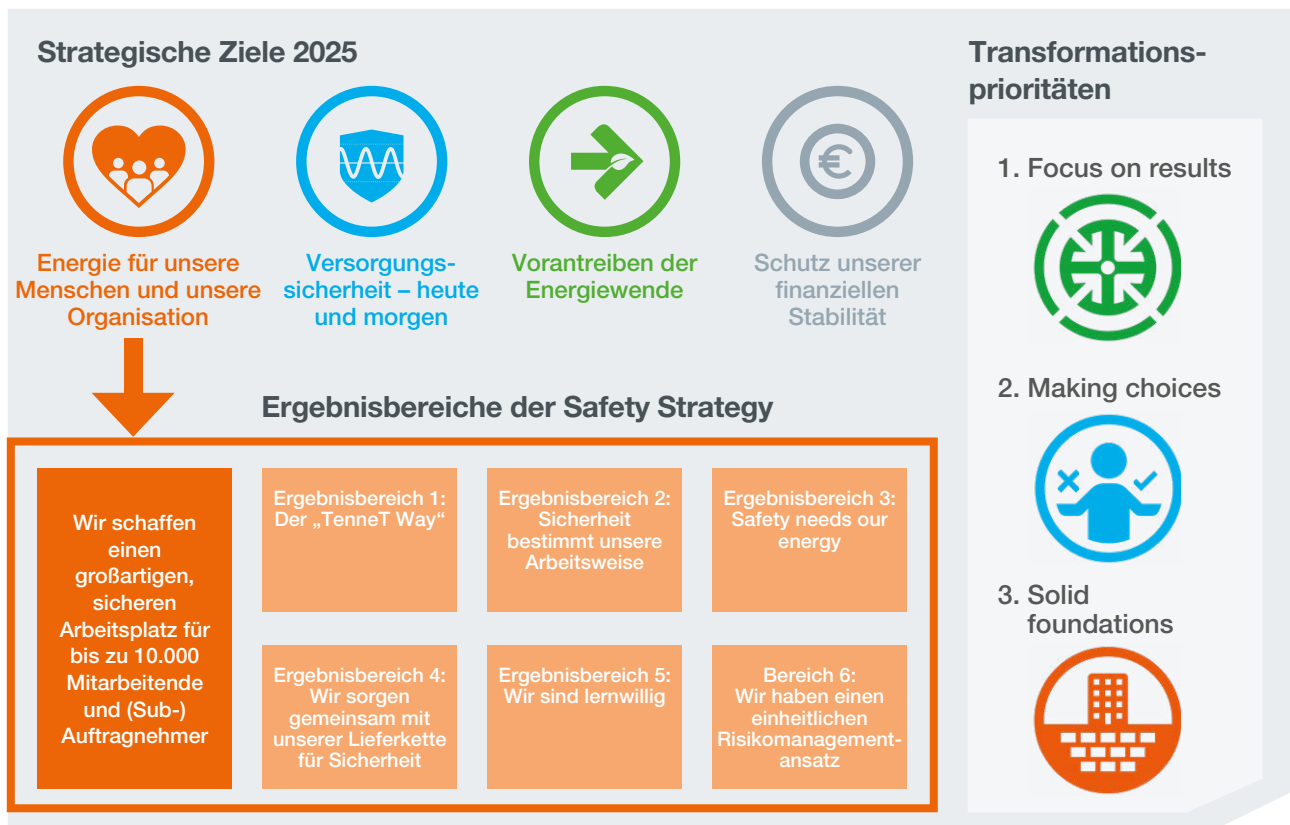 Strategische Ziele 2025
Energie für unsere
Menschen und unsere
Organisation
Versorgungs-
sicherheit – heute
und morgen
Vorantreiben der
Energiewende
Schutz unserer
finanziellen
Stabilität
Ergebnisbereiche der Safety Strategy
Wir schaffen
einen
großartigen,
sicheren
Arbeitsplatz für
bis zu 10.000
Mitarbeitende
und (Sub-)
Auftragnehmer
Ergebnisbereich 1:
Der „TenneT Way“
Ergebnisbereich 2:
Sicherheit
bestimmt unsere
Arbeitsweise
Ergebnisbereich 3:
Safety needs our
energy
Ergebnisbereich 4:
Wir sorgen
gemeinsam mit
unserer Lieferkette
für Sicherheit
Ergebnisbereich 5:
Wir sind lernwillig
Bereich 6:
Wir haben einen
einheitlichen
Risikomanagement-
ansatz
Transformations-
prioritäten
1. Focus on results
2. Making choices
3. Solid
foundations